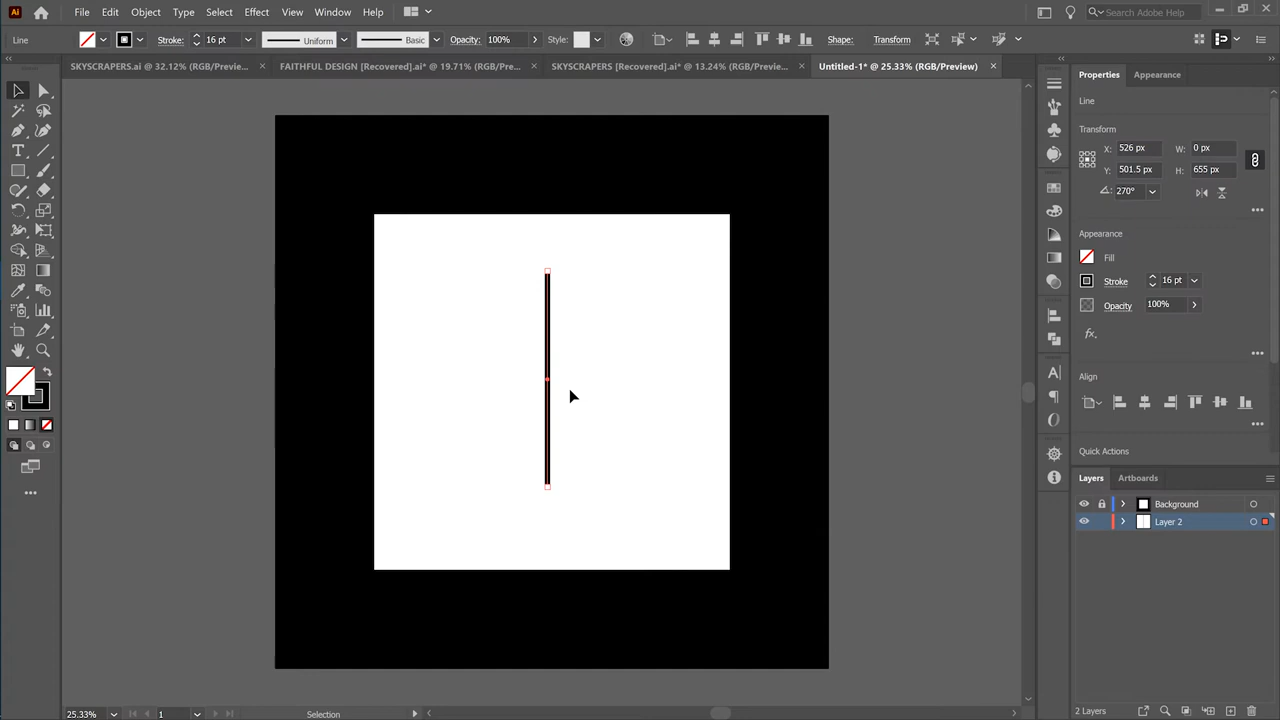 Ai File Edit Object Type Select Effect View Window Help Search Adobe Help
Line Stroke: 16 pt Uniform Basic Opacity: 100% Style: Shape: Transform
SKYSCRAPERS.ai @ 32.12% (RGB/Preview... × FAITHFUL DESIGN [Recovered].ai* @ 19.71% (RGB/Pre... × SKYSCRAPERS [Recovered].ai* @ 13.24% (RGB/Previe... × Untitled-1* @ 25.33% (RGB/Preview) ×
Properties Appearance
Line
Transform
X: 526 px W: 0 px
Y: 501.5 px H: 655 px
270°
Appearance
Fill
Stroke 16 pt
Opacity 100%
fx.
Align
Quick Actions
Layers Artboards
Background
Layer 2
2 Layers
25.33% 1 Selection